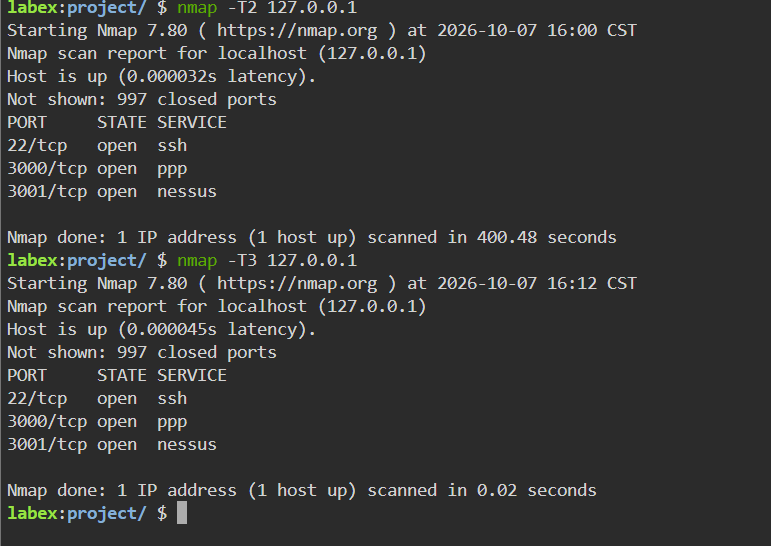 labex:project/ $ nmap -T2 127.0.0.1
Starting Nmap 7.80 ( https://nmap.org ) at 2026-10-07 16:00 CST
Nmap scan report for localhost (127.0.0.1)
Host is up (0.000032s latency).
Not shown: 997 closed ports
PORT     STATE SERVICE
22/tcp   open  ssh
3000/tcp open  ppp
3001/tcp open  nessus

Nmap done: 1 IP address (1 host up) scanned in 400.48 seconds
labex:project/ $ nmap -T3 127.0.0.1
Starting Nmap 7.80 ( https://nmap.org ) at 2026-10-07 16:12 CST
Nmap scan report for localhost (127.0.0.1)
Host is up (0.000045s latency).
Not shown: 997 closed ports
PORT     STATE SERVICE
22/tcp   open  ssh
3000/tcp open  ppp
3001/tcp open  nessus

Nmap done: 1 IP address (1 host up) scanned in 0.02 seconds
labex:project/ $